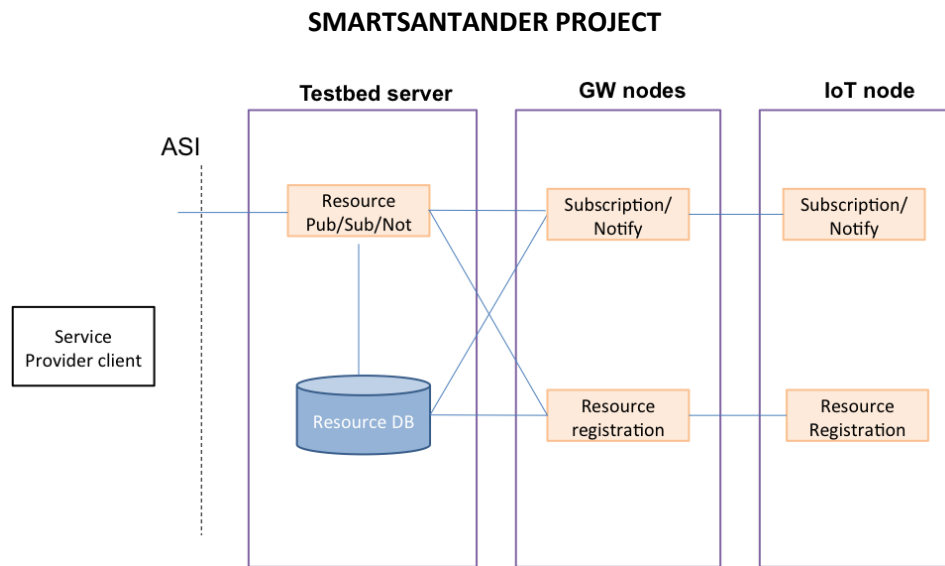 SMARTSANTANDER PROJECT
Testbed server
GW nodes
IoT node
ASI
Resource
Pub/Sub/Not
Subscription/
Notify
Subscription/
Notify
Service
Provider client
Resource DB
Resource
registration
Resource
Registration